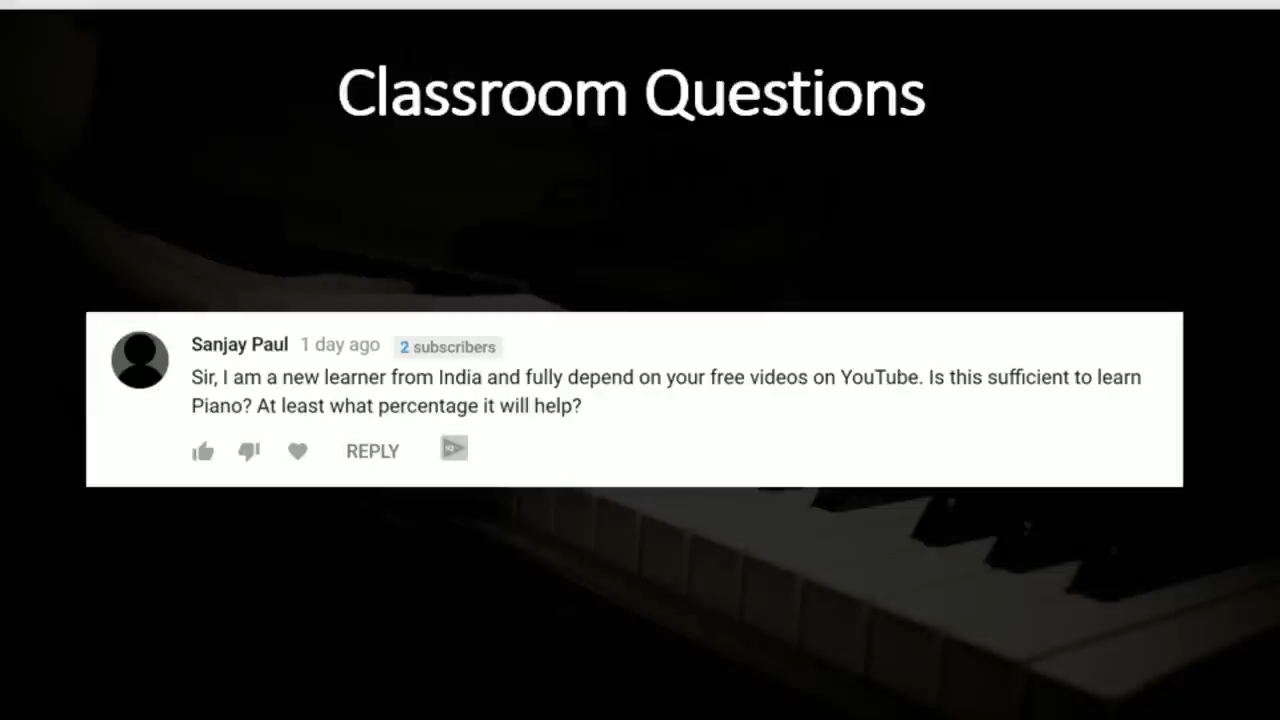 Classroom Questions
Sanjay Paul 1 day ago 2 subscribers
Sir, I am a new learner from India and fully depend on your free videos on YouTube. Is this sufficient to learn
Piano? At least what percentage it will help?
REPLY